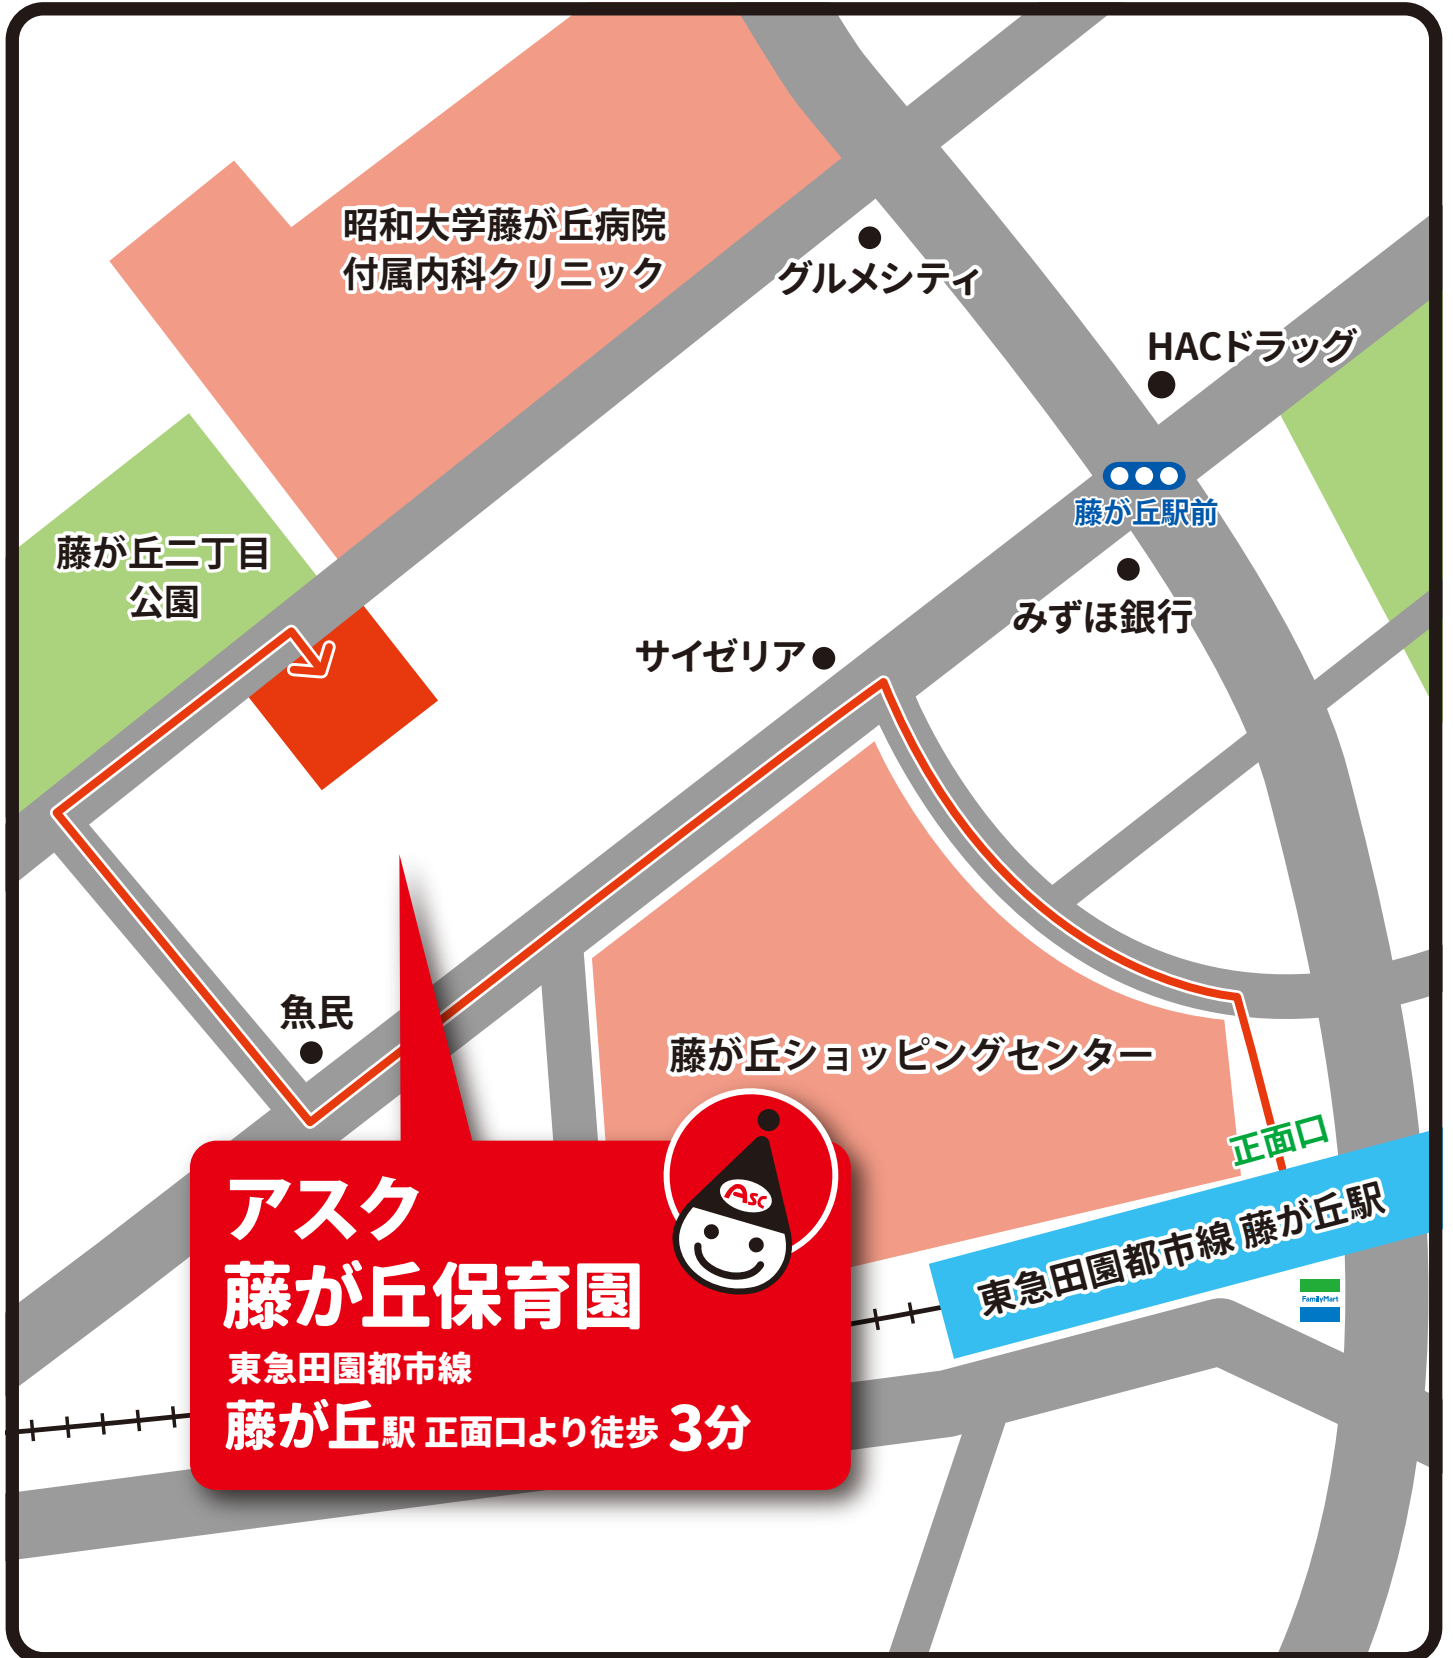 昭和大学藤が丘病院
付属内科クリニック
グルメシティ
HACドラッグ
藤が丘駅前
藤が丘二丁目
公園
みずほ銀行
サイゼリア
魚民
藤が丘ショッピングセンター
正面口
東急田園都市線 藤が丘駅
FamilyMart
ASC
アスク
藤が丘保育園
東急田園都市線
藤が丘駅 正面口より徒歩 3分